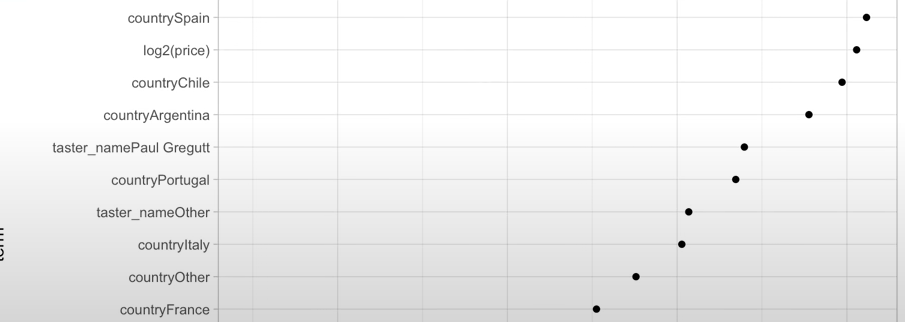 countrySpain
log2(price)
countryChile
countryArgentina
taster_namePaul Gregutt
countryPortugal
taster_nameOther
countryItaly
countryOther
countryFrance